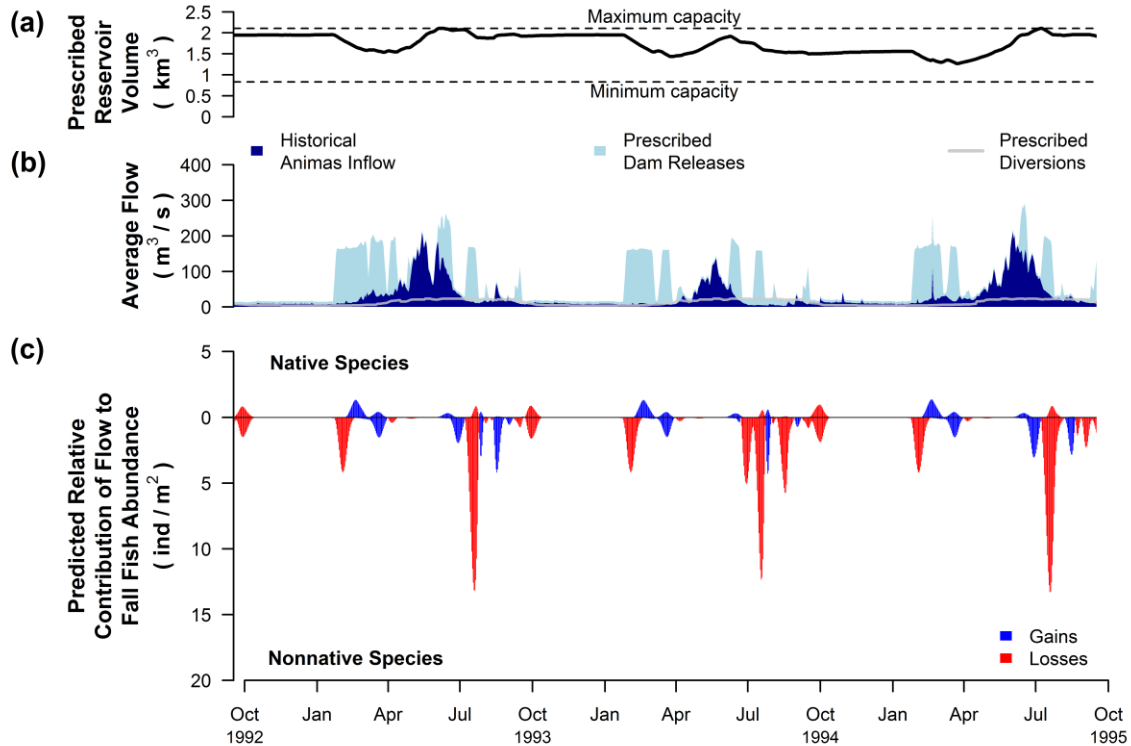 (a)
Prescribed
Reservoir
Volume
( km³ )
2.5
2
1.5
1
0.5
0
Maximum capacity
Minimum capacity
(b)
Historical
Animas Inflow
Prescribed
Dam Releases
Prescribed
Diversions
Average Flow
( m³ / s )
400
300
200
100
0
(c)
Predicted Relative
Contribution of Flow to
Fall Fish Abundance
( ind / m² )
5
0
5
10
15
20
Native Species
Nonnative Species
Gains
Losses
Oct Jan Apr Jul Oct Jan Apr Jul Oct Jan Apr Jul Oct
1992 1993 1994 1995